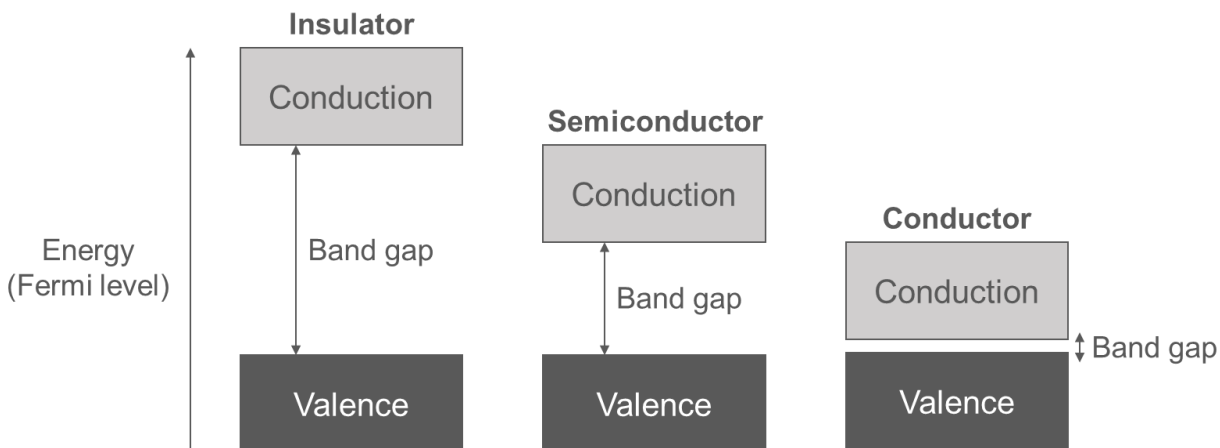 Insulator
Conduction
Semiconductor
Conduction
Conductor
Energy
(Fermi level)
Band gap
Band gap
Conduction
Band gap
Valence
Valence
Valence